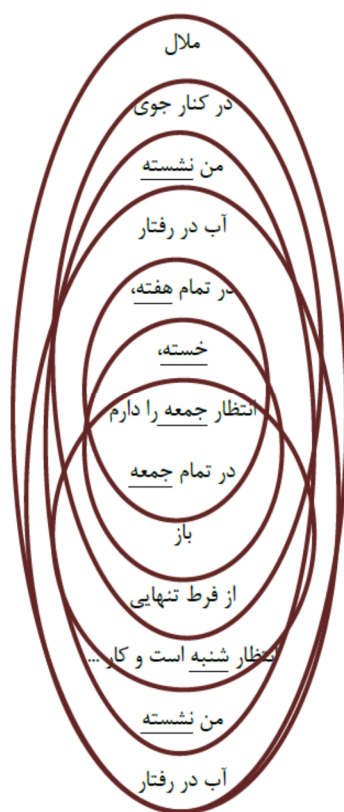 ملال
در کنار جوی
من نشسته
آب در رفتار
در تمام هفته،
خسته،
انتظار جمعه را دارم
در تمام جمعه
باز
از فرط تنهایی
انتظار شنبه است و کار ...
من نشسته
آب در رفتار